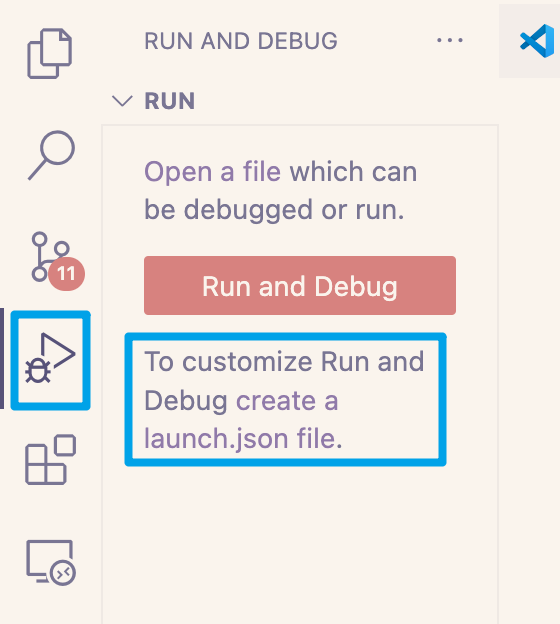 RUN AND DEBUG
RUN
Open a file which can
be debugged or run.
11
Run and Debug
To customize Run and
Debug create a
launch.json file.